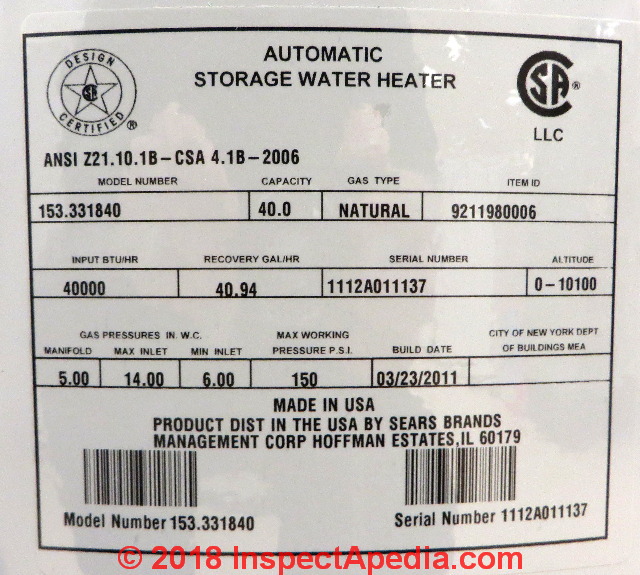 DESIGN
CERTIFIED
SA
®
AUTOMATIC
STORAGE WATER HEATER
SA
®
LLC
ANSI Z21.10.1B-CSA 4.1B-2006
MODEL NUMBER CAPACITY GAS TYPE ITEM ID
153.331840 40.0 NATURAL 9211980006
INPUT BTU/HR RECOVERY GAL/HR SERIAL NUMBER ALTITUDE
40000 40.94 1112A011137 0-10100
GAS PRESSURES IN. W.C. MAX WORKING CITY OF NEW YORK DEPT
MANIFOLD MAX INLET MIN INLET PRESSURE P.S.I. BUILD DATE OF BUILDINGS MEA
5.00 14.00 6.00 150 03/23/2011
MADE IN USA
PRODUCT DIST IN THE USA BY SEARS BRANDS
MANAGEMENT CORP HOFFMAN ESTATES,IL 60179
Model Number 153.331840 Serial Number 1112A011137
© 2018 InspectApedia.com